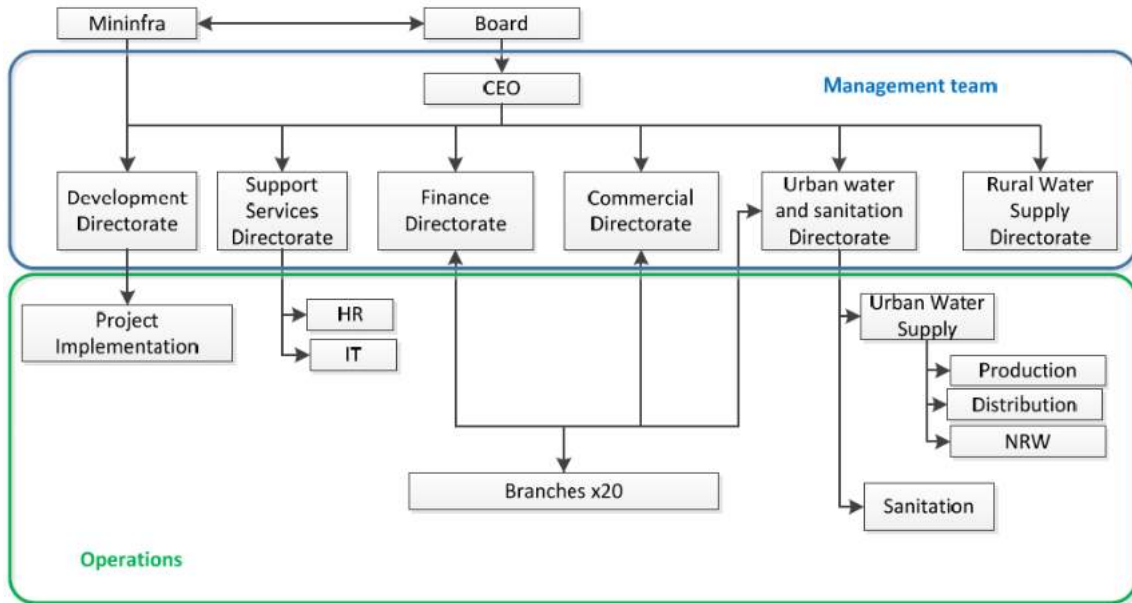 Mininfra
Board
CEO
Management team
Development
Directorate
Support
Services
Directorate
Finance
Directorate
Commercial
Directorate
Urban water
and sanitation
Directorate
Rural Water
Supply
Directorate
Project
Implementation
HR
IT
Urban Water
Supply
Production
Distribution
NRW
Branches x20
Sanitation
Operations